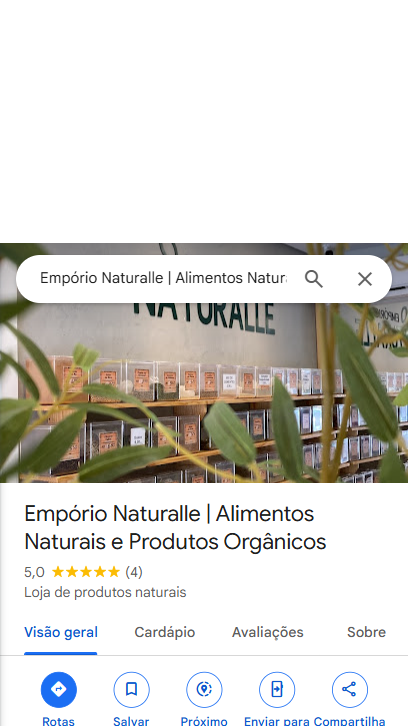 Empório Naturalle | Alimentos Natur
NATURALLE
Empório Naturalle | Alimentos
Naturais e Produtos Orgânicos
5,0 ★★★★★ (4)
Loja de produtos naturais
Visão geral Cardápio Avaliações Sobre
Rotas Salvar Próximo Enviar para Compartilha